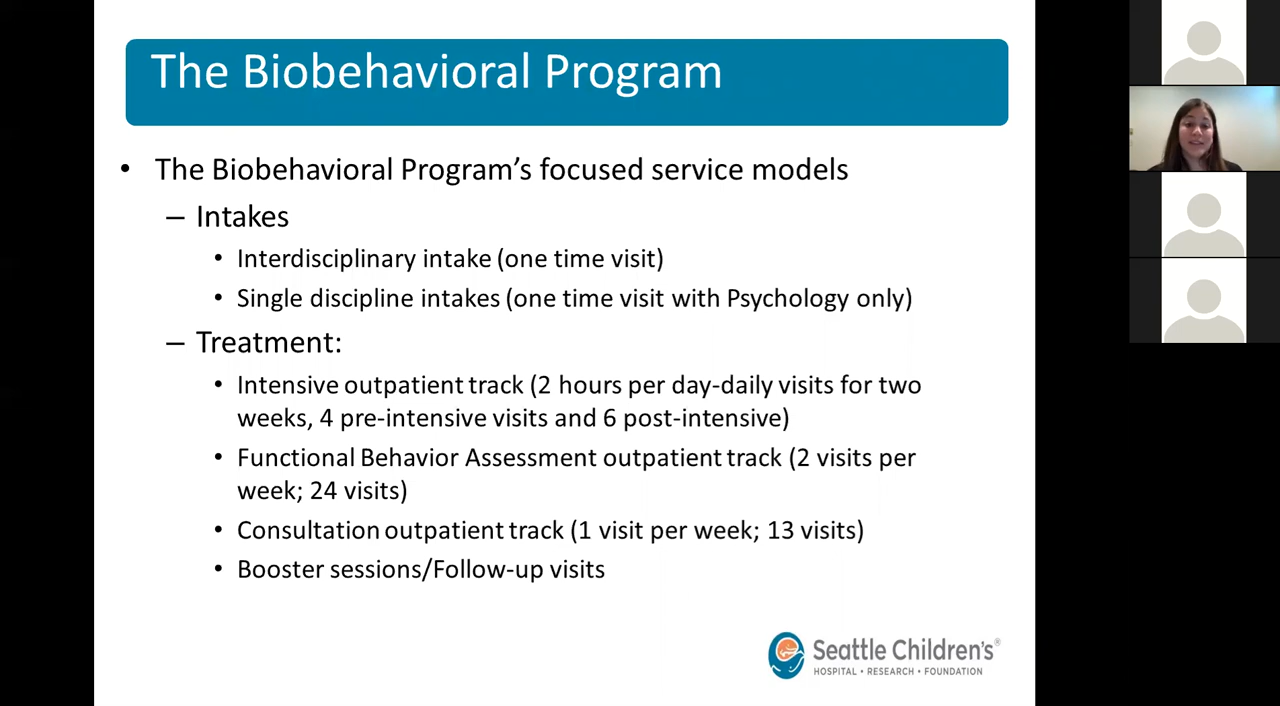 The Biobehavioral Program
• The Biobehavioral Program's focused service models
– Intakes
• Interdisciplinary intake (one time visit)
• Single discipline intakes (one time visit with Psychology only)
– Treatment:
• Intensive outpatient track (2 hours per day-daily visits for two
weeks, 4 pre-intensive visits and 6 post-intensive)
• Functional Behavior Assessment outpatient track (2 visits per
week; 24 visits)
• Consultation outpatient track (1 visit per week; 13 visits)
• Booster sessions/Follow-up visits
Seattle Children's®
HOSPITAL • RESEARCH • FOUNDATION